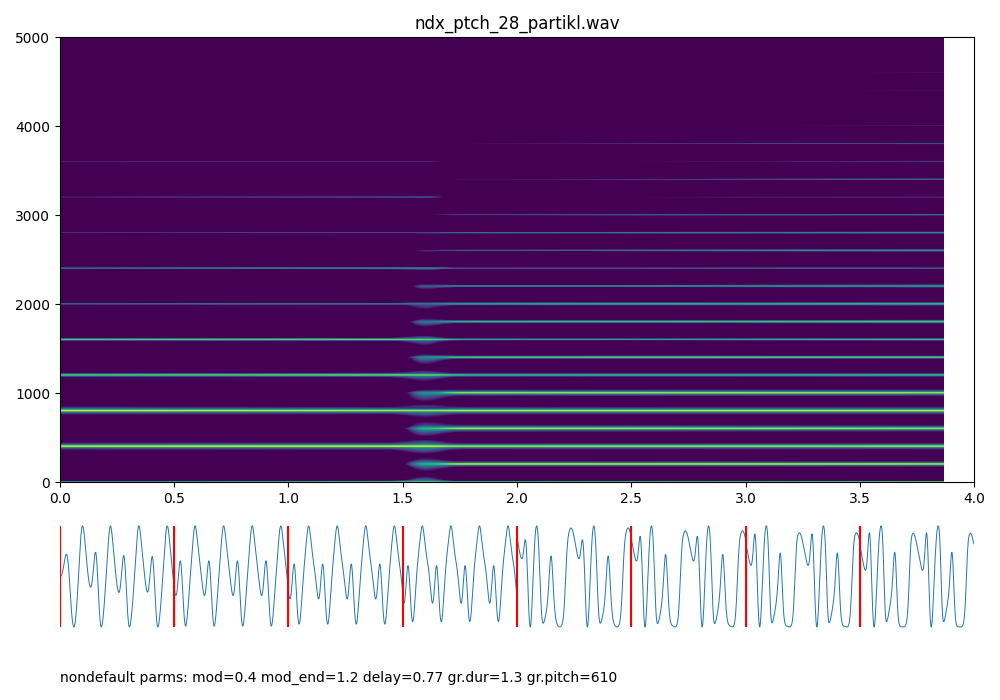 ndx_ptch_28_partikl.wav
5000
4000
3000
2000
1000
0
0.0 0.5 1.0 1.5 2.0 2.5 3.0 3.5 4.0
nondefault parms: mod=0.4 mod_end=1.2 delay=0.77 gr.dur=1.3 gr.pitch=610